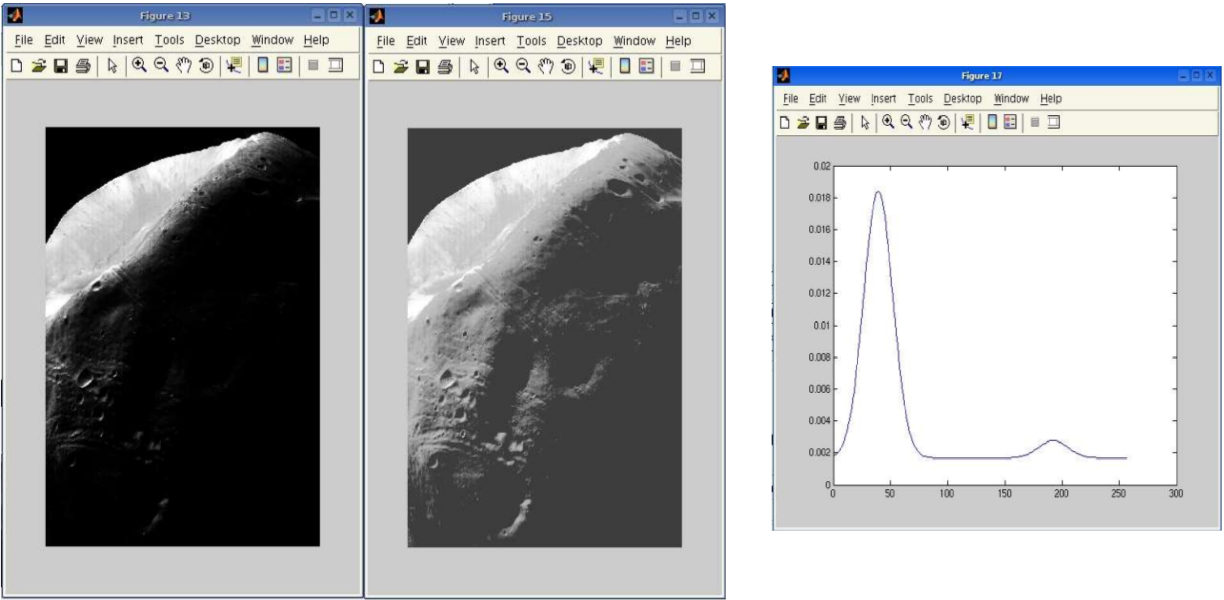 Figure 13
File Edit View Insert Tools Desktop Window Help
Figure 15
File Edit View Insert Tools Desktop Window Help
Figure 17
File Edit View Insert Tools Desktop Window Help
0.02
0.018
0.016
0.014
0.012
0.01
0.008
0.006
0.004
0.002
0
0 50 100 150 200 250 300